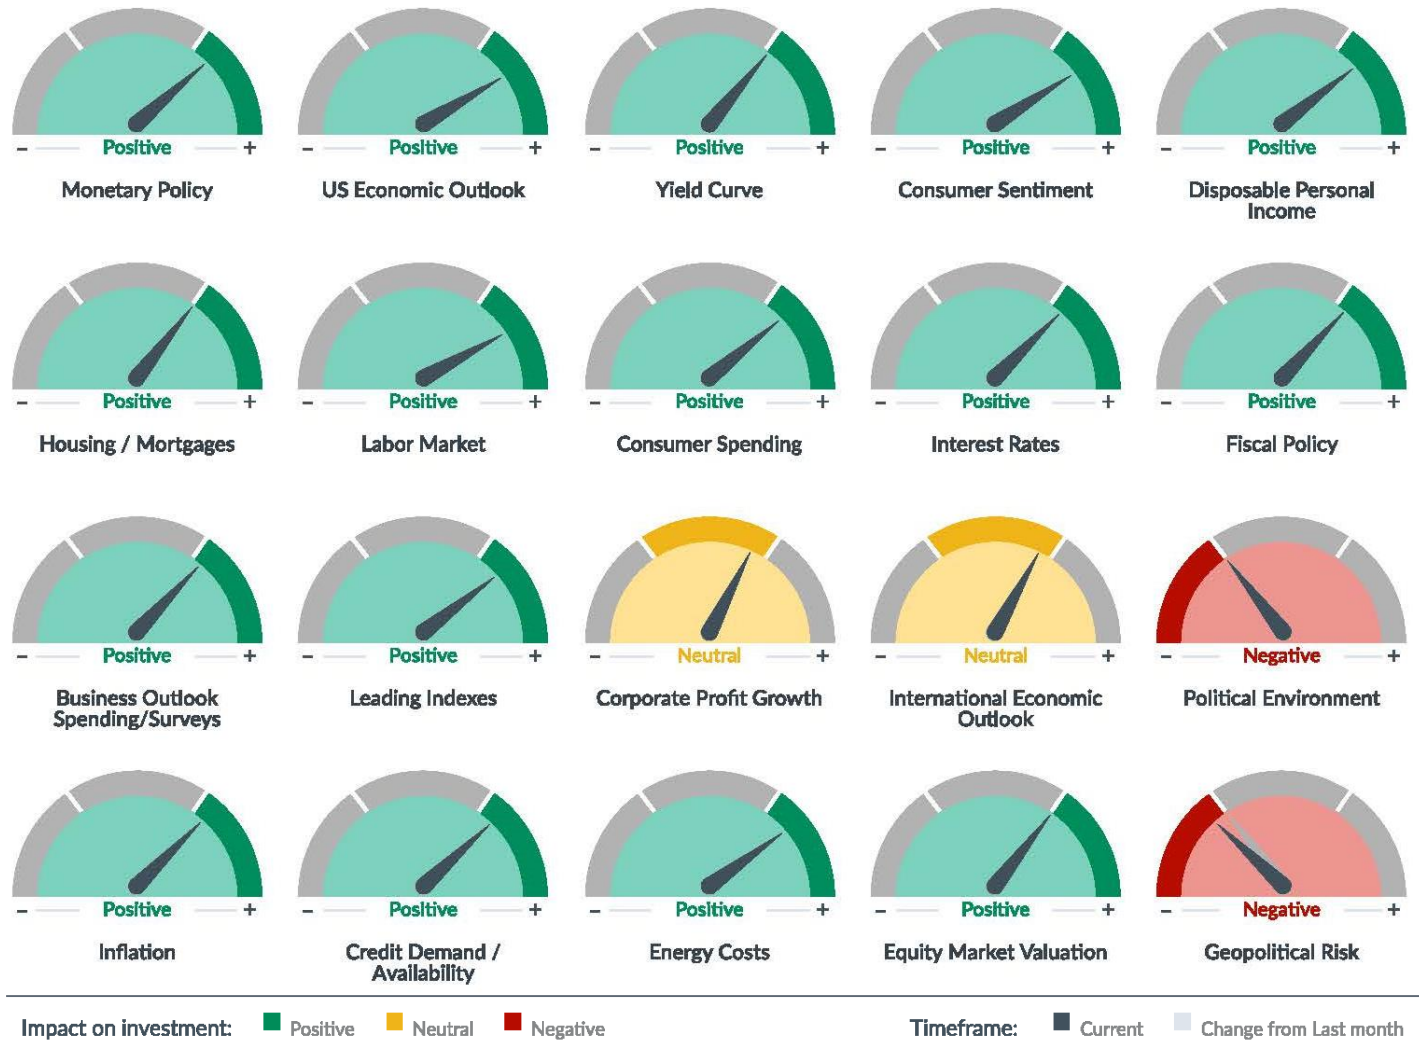 - Positive + - Positive + - Positive + - Positive + - Positive +
Monetary Policy US Economic Outlook Yield Curve Consumer Sentiment Disposable Personal
Income
- Positive + - Positive + - Positive + - Positive + - Positive +
Housing / Mortgages Labor Market Consumer Spending Interest Rates Fiscal Policy
- Positive + - Positive + - Neutral + - Neutral + - Negative +
Business Outlook Leading Indexes Corporate Profit Growth International Economic Political Environment
Spending/Surveys Outlook
- Positive + - Positive + - Positive + - Positive + - Negative +
Inflation Credit Demand / Energy Costs Equity Market Valuation Geopolitical Risk
Availability
Impact on investment: Positive Neutral Negative Timeframe: Current Change from Last month